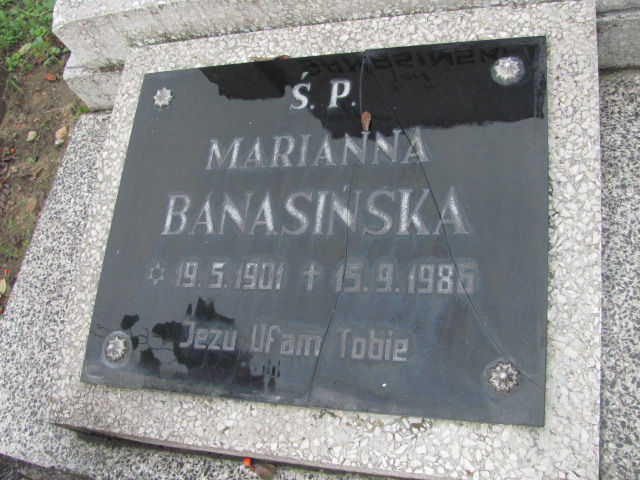 Ś. P.
MARIANNA
BANASIŃSKA
✡ 19.5.1901 ✝ 15.9.1986
Jezu Ufam Tobie